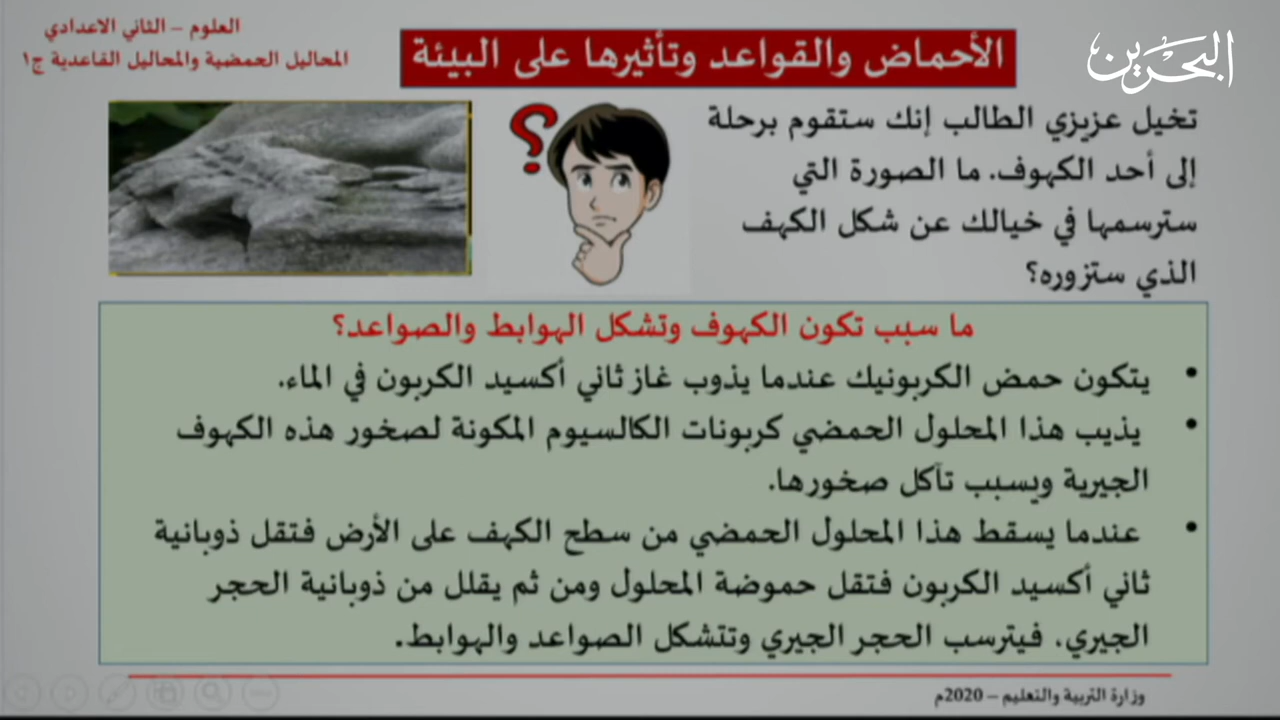 العلوم – الثاني الاعدادي
المحاليل الحمضية والمحاليل القاعدية ج١
الأحماض والقواعد وتأثيرها على البيئة
البحرين
تخيل عزيزي الطالب إنك ستقوم برحلة
إلى أحد الكهوف. ما الصورة التي
سترسمها في خيالك عن شكل الكهف
الذي ستزوره؟
؟
ما سبب تكون الكهوف وتشكل الهوابط والصواعد؟
• يتكون حمض الكربونيك عندما يذوب غاز ثاني أكسيد الكربون في الماء.
• يذيب هذا المحلول الحمضي كربونات الكالسيوم المكونة لصخور هذه الكهوف
الجيرية ويسبب تآكل صخورها.
• عندما يسقط هذا المحلول الحمضي من سطح الكهف على الأرض فتقل ذوبانية
ثاني أكسيد الكربون فتقل حموضة المحلول ومن ثم يقلل من ذوبانية الحجر
الجيري. فيترسب الحجر الجيري وتتشكل الصواعد والهوابط.
وزارة التربية والتعليم – 2020م